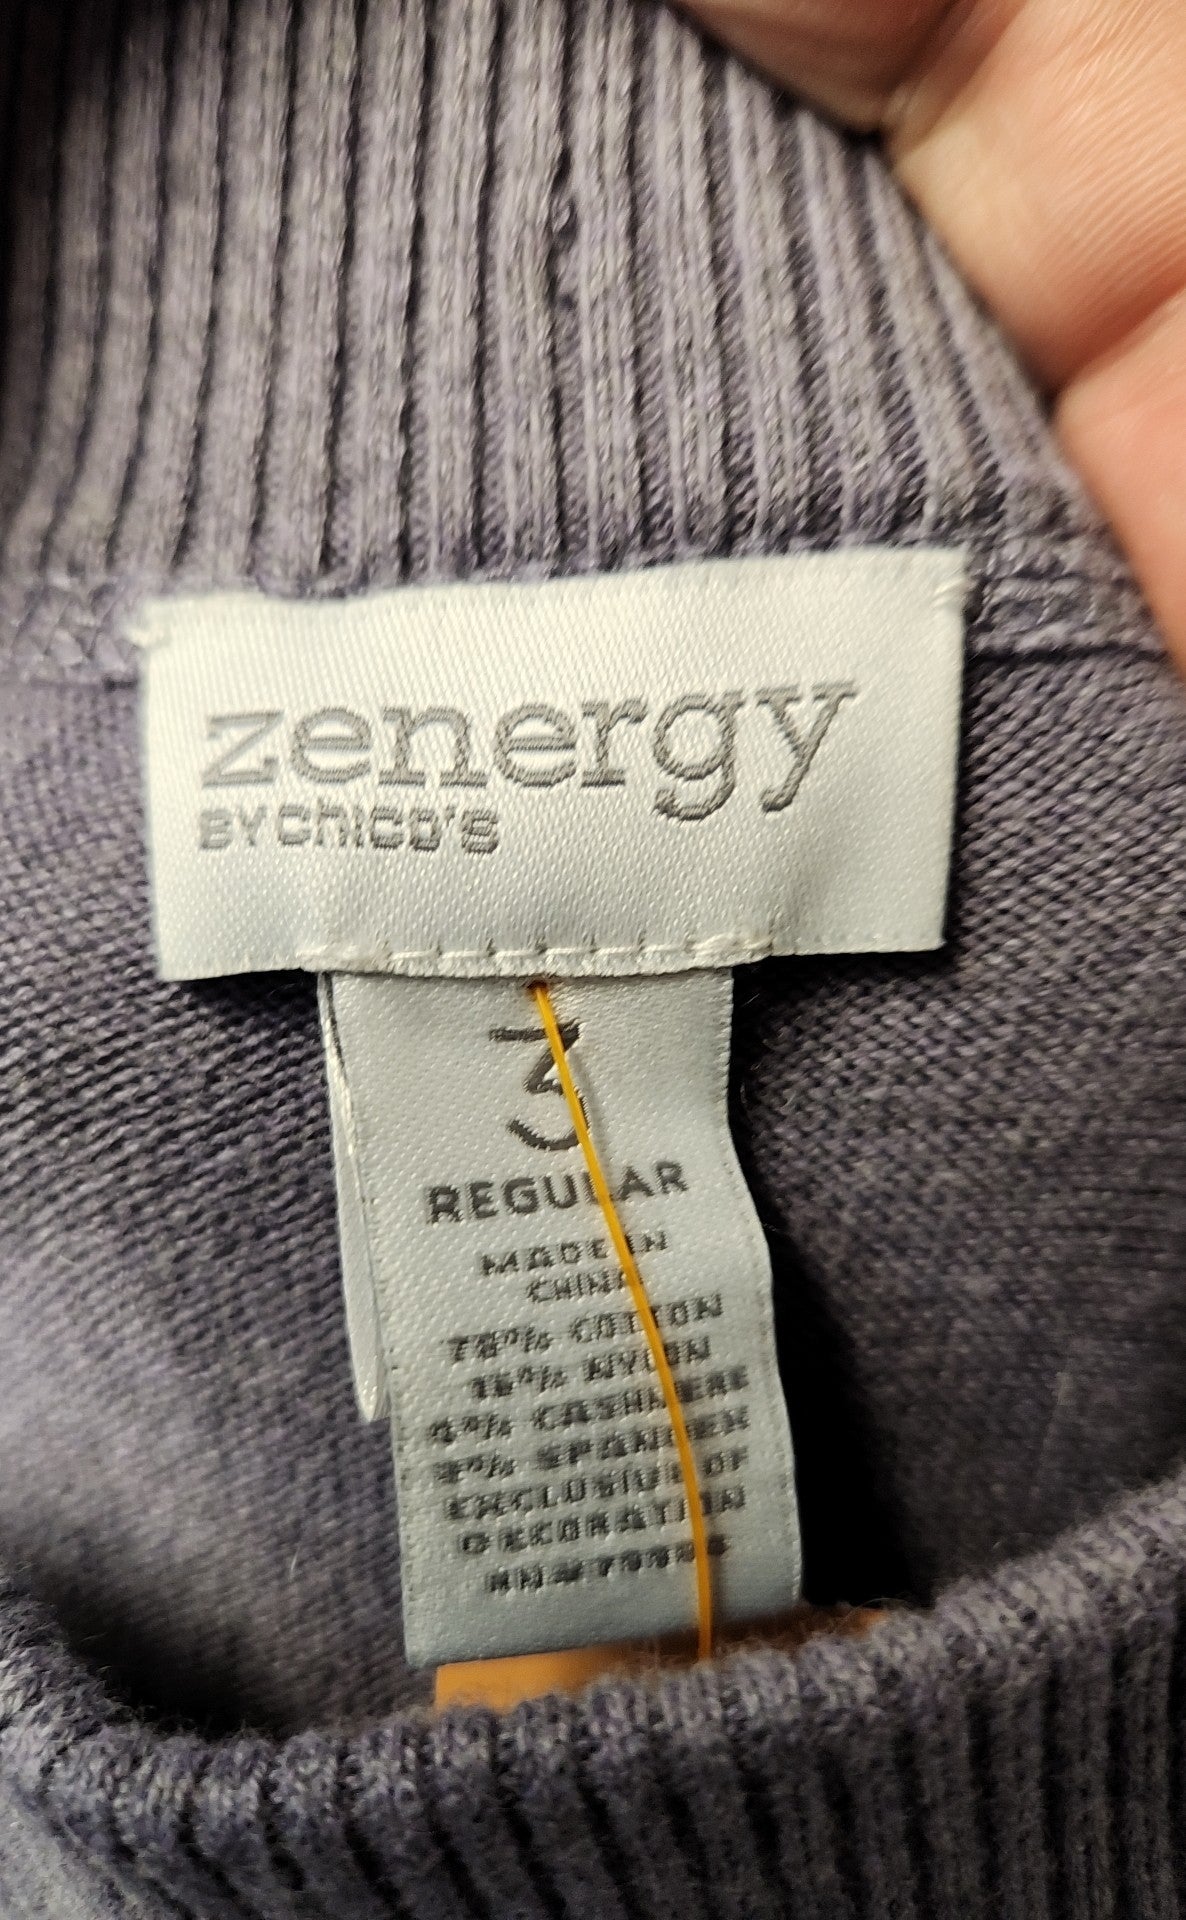 zenergy
BY chico's
3
REGULAR
MADE IN
CHINA
COTTON
NYLON
CASHMERE
SPANDEX
EXCLUSIVE OF
DECORATION